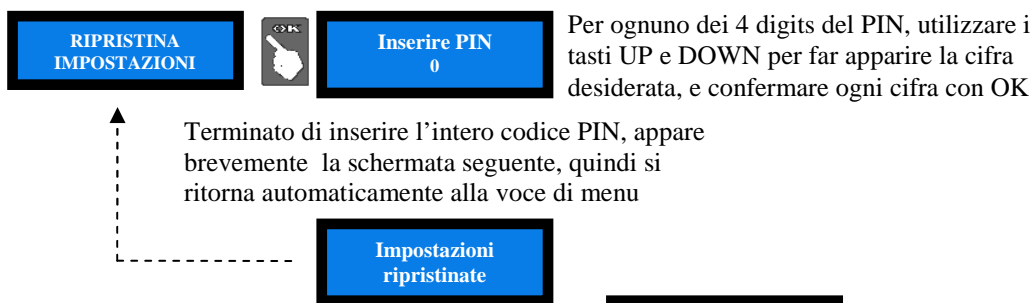 RIPRISTINA
IMPOSTAZIONI
OK
Inserire PIN
0
Per ognuno dei 4 digits del PIN, utilizzare i
tasti UP e DOWN per far apparire la cifra
desiderata, e confermare ogni cifra con OK
Terminato di inserire l’intero codice PIN, appare
brevemente la schermata seguente, quindi si
ritorna automaticamente alla voce di menu
Impostazioni
ripristinate